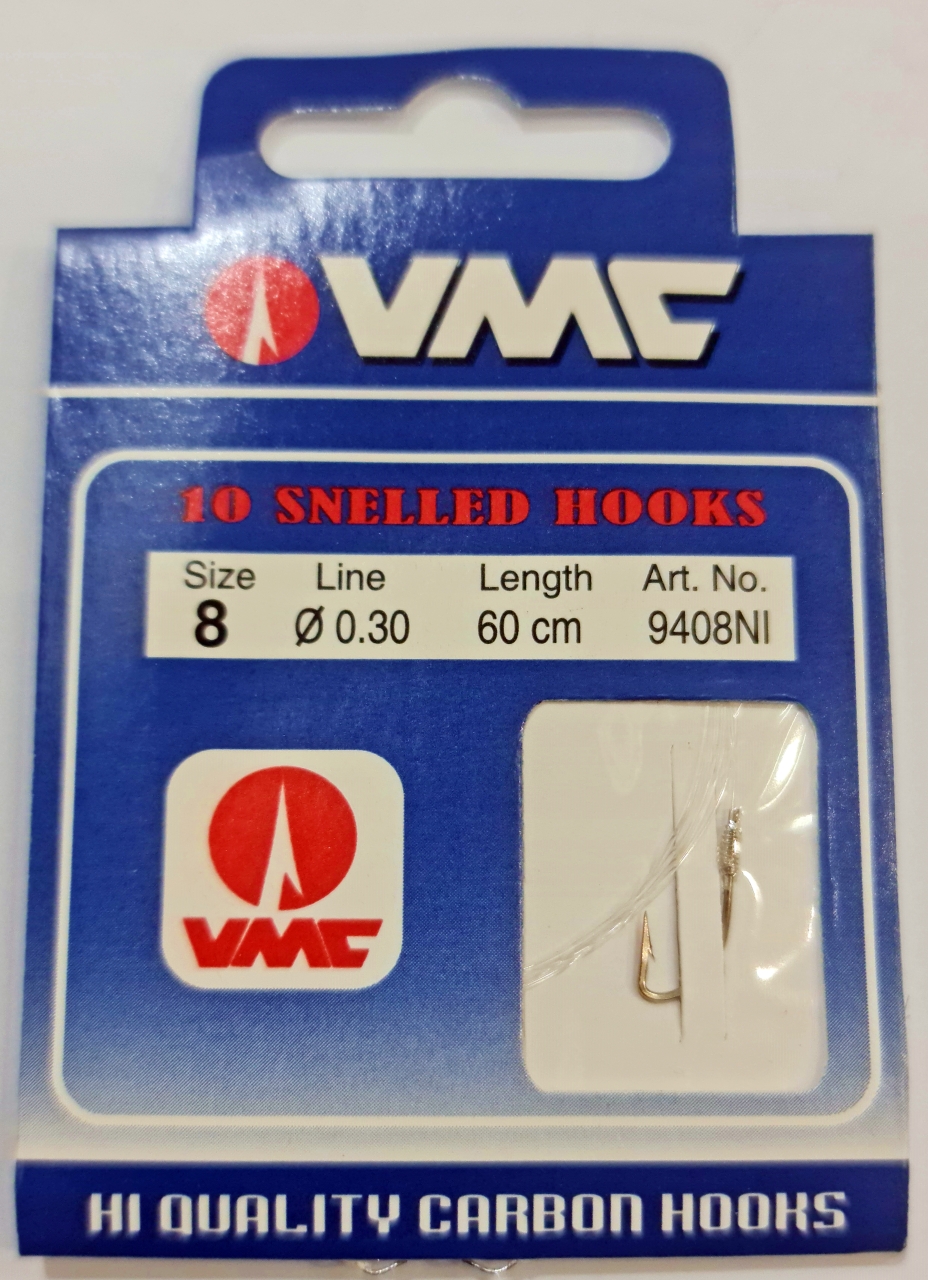 VMC
10 SNELLED HOOKS
Size Line Length Art. No.
8 Ø 0.30 60 cm 9408NI
VMC
HI QUALITY CARBON HOOKS